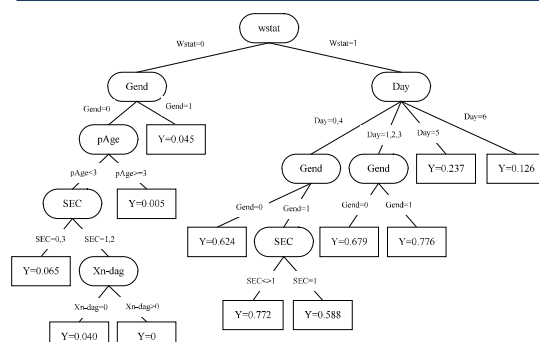 wstat
Wstat=0
Wstat=1
Gend
Day
Gend=0
Gend=1
Day=0,4
Day=1,2,3
Day=5
Day=6
pAge
Y=0.045
Gend
Gend
Y=0.237
Y=0.126
pAge<3
pAge>=3
Gend=0
Gend=1
Gend=0
Gend=1
SEC
Y=0.005
Y=0.624
SEC
Y=0.679
Y=0.776
SEC=0,3
SEC=1,2
SEC<>1
SEC=1
Y=0.065
Xn-dag
Y=0.772
Y=0.588
Xn-dag=0
Xn-dag>0
Y=0.040
Y=0